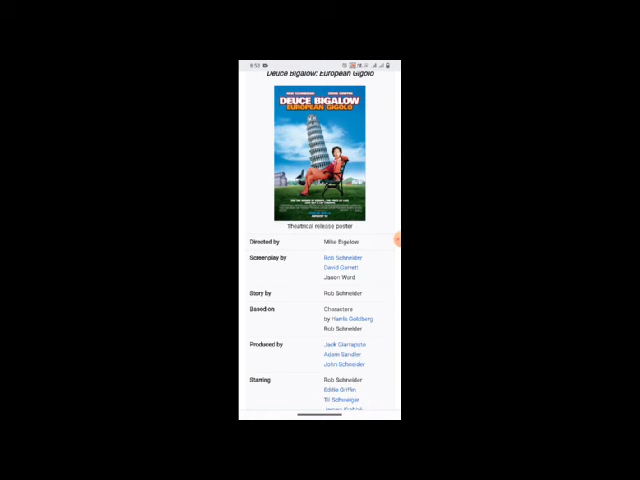 8:53
Deuce Bigalow: European Gigolo
DEUCE BIGALOW
EUROPEAN GIGOLO
Theatrical release poster
Directed by Mike Bigelow
Screenplay by Rob Schneider
David Garrett
Jason Ward
Story by Rob Schneider
Based on Characters
by Harris Goldberg
Rob Schneider
Produced by Jack Giarraputo
Adam Sandler
John Schneider
Starring Rob Schneider
Eddie Griffin
Til Schweiger